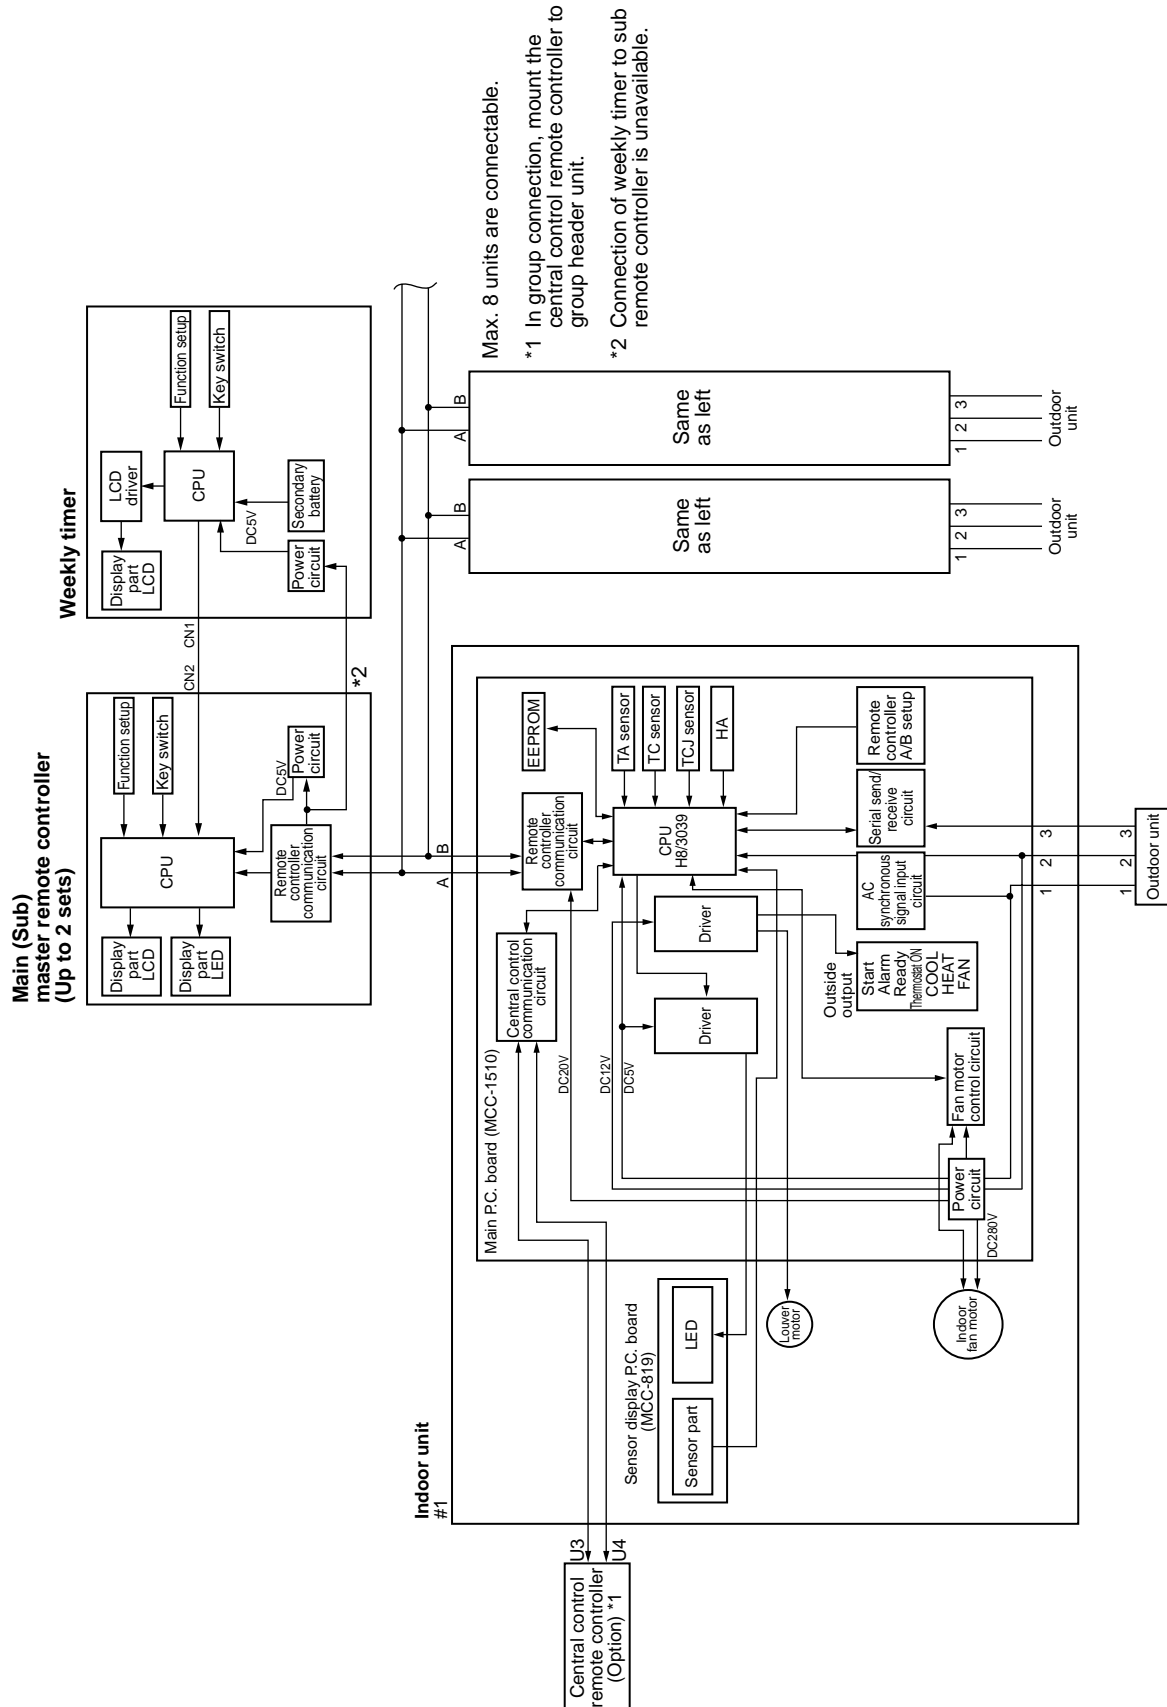 Main (Sub)
master remote controller
(Up to 2 sets)
Display
part
LCD
Display
part
LED
CPU
Function setup
Key switch
Remote
controller
communication
circuit
DC5V
Power
circuit
*2
CN2
CN1
Weekly timer
Display
part
LCD
LCD
driver
CPU
Function setup
Key switch
DC5V
Power
circuit
Secondary
battery
A
B
Indoor unit
#1
Central control
remote controller
(Option) *1
U3
U4
Main P.C. board (MCC-1510)
Central control
communication
circuit
Remote
controller
communication
circuit
EEPROM
TA sensor
TC sensor
TCJ sensor
HA
CPU
H8/3039
DC20V
DC12V
DC5V
Driver
Driver
Sensor display P.C. board
(MCC-819)
Sensor part
LED
Louver
motor
Indoor
fan motor
DC280V
Power
circuit
Fan motor
control circuit
Outside
output
Start
Alarm
Ready
Thermostat ON
COOL
HEAT
FAN
AC
synchronous
signal input
circuit
Serial send/
receive
circuit
Remote
controller
A/B setup
1
2
3
1
2
3
Outdoor unit
A
B
Same
as left
1
2
3
Outdoor
unit
A
B
Same
as left
1
2
3
Outdoor
unit
Max. 8 units are connectable.
*1 In group connection, mount the
central control remote controller to
group header unit.
*2 Connection of weekly timer to sub
remote controller is unavailable.